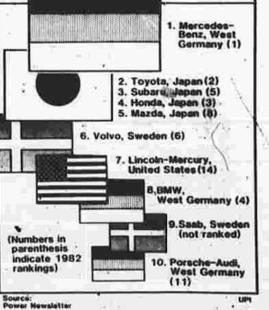 1. Mercedes-
Benz, West
Germany (1)
2. Toyota, Japan (2)
3. Subaru, Japan (5)
4. Honda, Japan (3)
5. Mazda, Japan (8)
6. Volvo, Sweden (6)
7. Lincoln-Mercury,
United States (14)
8, BMW,
West Germany (4)
9. Saab, Sweden
(not ranked)
(Numbers in
parenthesis
indicate 1982
rankings)
10. Porsche-Audi,
West Germany
(11)
Source:
Power Newsletter
UPI